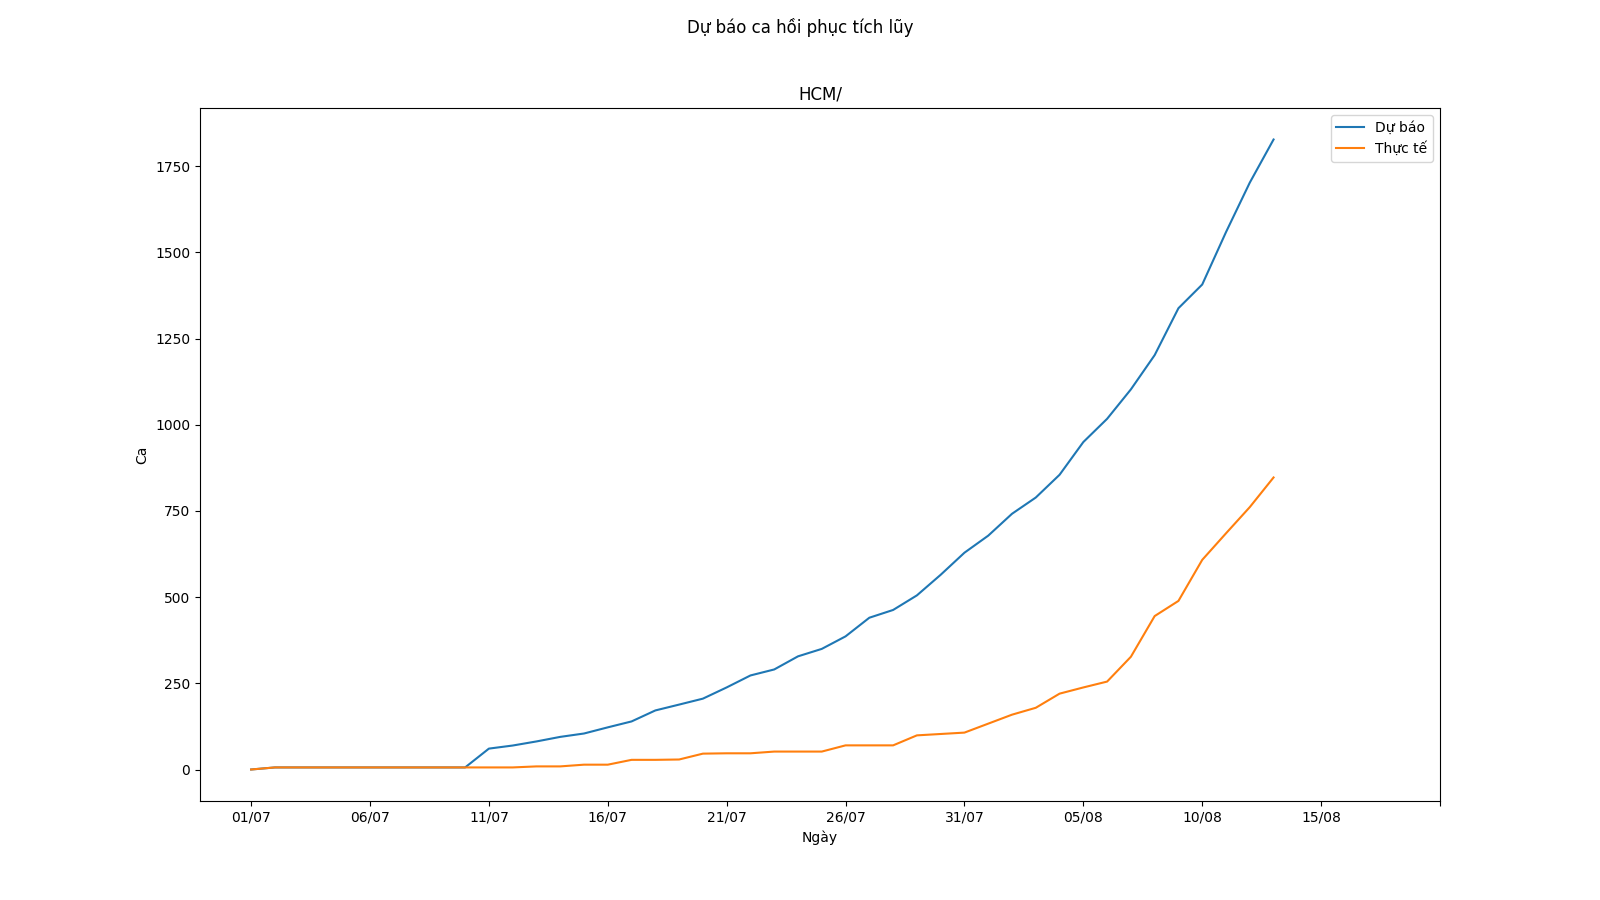 Dự báo ca hồi phục tích lũy
HCM/
Dự báo
Thực tế
1750
1500
1250
1000
750
500
250
0
Ca
01/07 06/07 11/07 16/07 21/07 26/07 31/07 05/08 10/08 15/08
Ngày